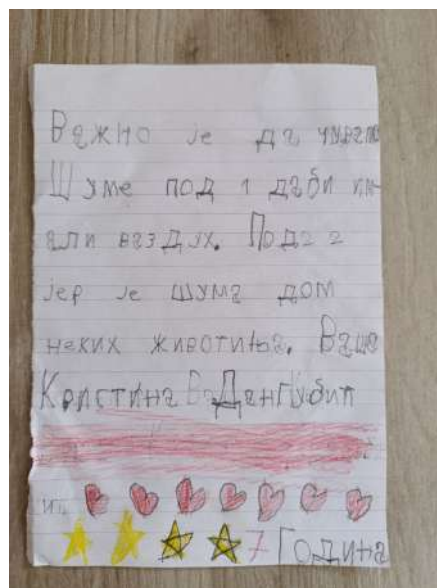 Важно је да чувамо
Шуме под 1 да би им-
али ваздух. Под 2 2
јер је шума дом
неких животиња. Ваша
Кристина
и
7 Година